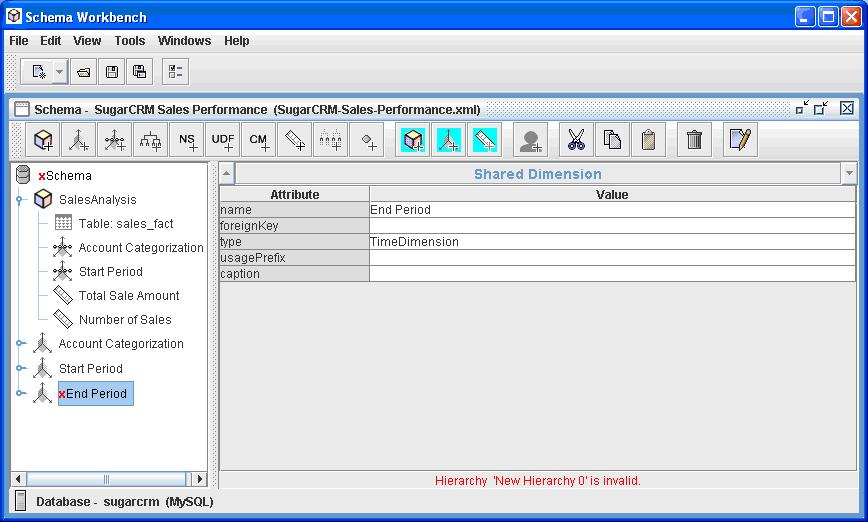 Schema Workbench
File Edit View Tools Windows Help
Schema - SugarCRM Sales Performance (SugarCRM-Sales-Performance.xml)
NS UDF CM
Schema
SalesAnalysis
Table: sales_fact
Account Categorization
Start Period
Total Sale Amount
Number of Sales
Account Categorization
Start Period
End Period
Shared Dimension
Attribute Value
name End Period
foreignKey
type TimeDimension
usagePrefix
caption
Hierarchy 'New Hierarchy 0' is invalid.
Database - sugarcrm (MySQL)